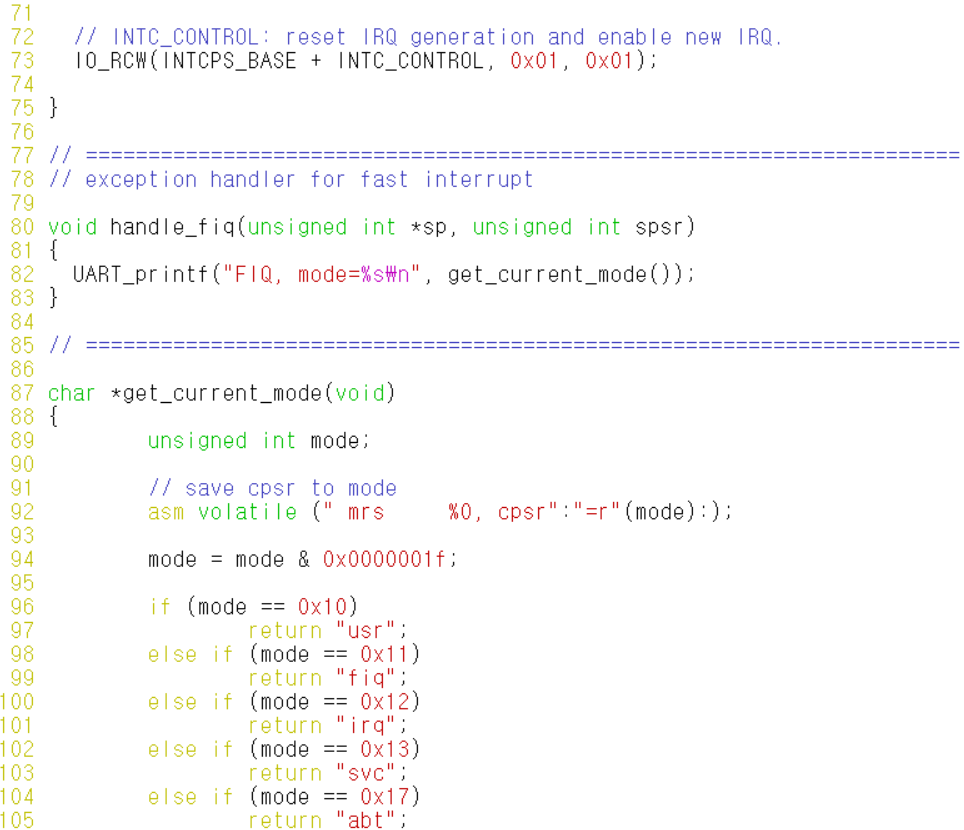 71
72 // INTC_CONTROL: reset IRQ generation and enable new IRQ.
73 IO_RCW(INTCPS_BASE + INTC_CONTROL, 0x01, 0x01);
74
75 }
76
77 // ======================================================================
78 // exception handler for fast interrupt
79
80 void handle_fiq(unsigned int *sp, unsigned int spsr)
81 {
82 UART_printf("FIQ, mode=%s₩n", get_current_mode());
83 }
84
85 // ======================================================================
86
87 char *get_current_mode(void)
88 {
89 unsigned int mode;
90
91 // save cpsr to mode
92 asm volatile (" mrs %0, cpsr":"=r"(mode):);
93
94 mode = mode & 0x0000001f;
95
96 if (mode == 0x10)
97 return "usr";
98 else if (mode == 0x11)
99 return "fiq";
100 else if (mode == 0x12)
101 return "irq";
102 else if (mode == 0x13)
103 return "svc";
104 else if (mode == 0x17)
105 return "abt";